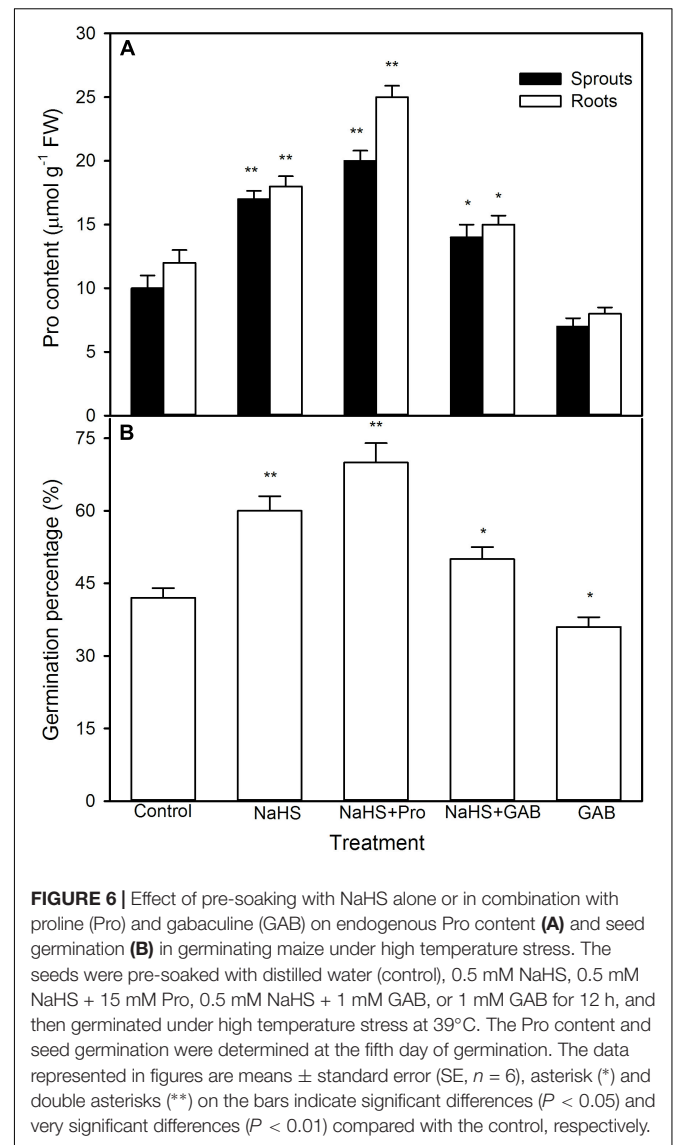 30
A
**
Sprouts
Roots
25
**
20
** **
* *
15
10
5
0
Pro content (μmol g⁻¹ FW)
B
75
**
**
60
*
45
*
30
15
0
Germination percentage (%)
Control NaHS NaHS+Pro NaHS+GAB GAB
Treatment
FIGURE 6 | Effect of pre-soaking with NaHS alone or in combination with
proline (Pro) and gabaculine (GAB) on endogenous Pro content (A) and seed
germination (B) in germinating maize under high temperature stress. The
seeds were pre-soaked with distilled water (control), 0.5 mM NaHS, 0.5 mM
NaHS + 15 mM Pro, 0.5 mM NaHS + 1 mM GAB, or 1 mM GAB for 12 h, and
then germinated under high temperature stress at 39°C. The Pro content and
seed germination were determined at the fifth day of germination. The data
represented in figures are means ± standard error (SE, n = 6), asterisk (*) and
double asterisks (**) on the bars indicate significant differences (P < 0.05) and
very significant differences (P < 0.01) compared with the control, respectively.